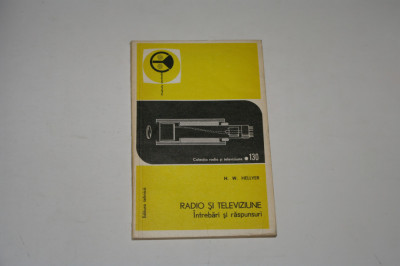 Colecția radio și televiziune • 130
H. W. HELLYER
RADIO ȘI TELEVIZIUNE
Întrebări și răspunsuri
Editura tehnică